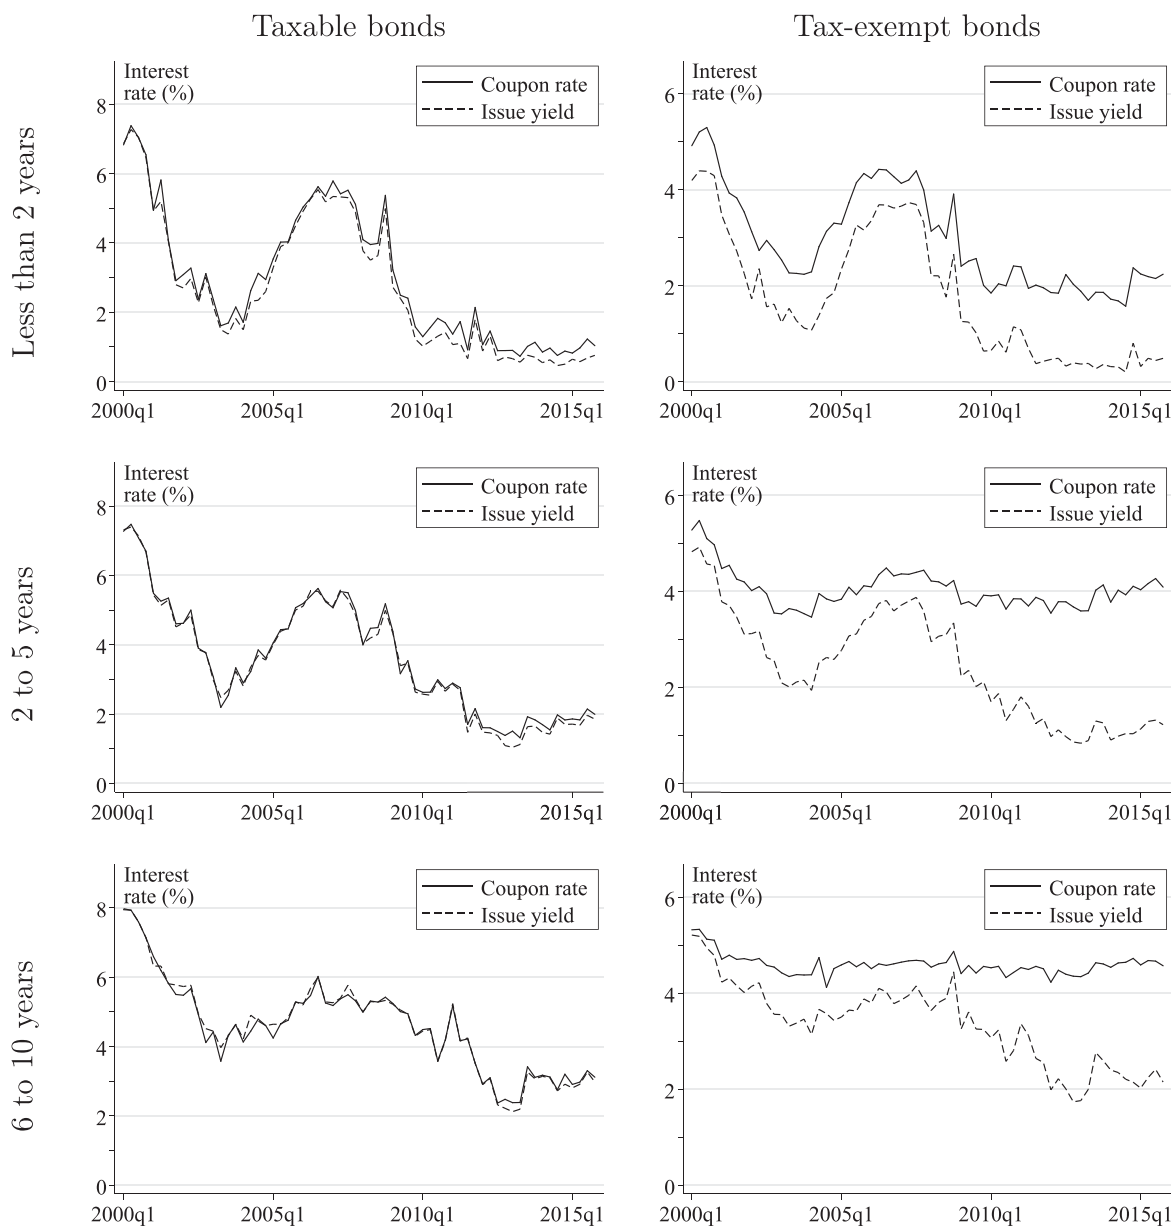 Taxable bonds
Tax-exempt bonds
Less than 2 years
Interest
rate (%)
Coupon rate
Issue yield
8
6
4
2
0
2000q1
2005q1
2010q1
2015q1
Interest
rate (%)
Coupon rate
Issue yield
6
4
2
0
2000q1
2005q1
2010q1
2015q1
2 to 5 years
Interest
rate (%)
Coupon rate
Issue yield
8
6
4
2
0
2000q1
2005q1
2010q1
2015q1
Interest
rate (%)
Coupon rate
Issue yield
6
4
2
0
2000q1
2005q1
2010q1
2015q1
6 to 10 years
Interest
rate (%)
Coupon rate
Issue yield
8
6
4
2
0
2000q1
2005q1
2010q1
2015q1
Interest
rate (%)
Coupon rate
Issue yield
6
4
2
0
2000q1
2005q1
2010q1
2015q1